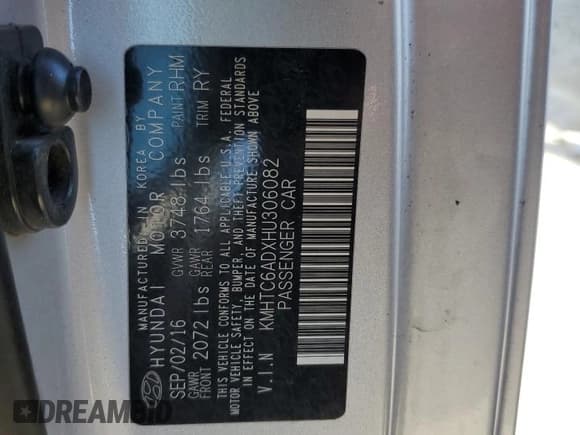 MANUFACTURED IN KOREA BY
HYUNDAI MOTOR COMPANY
SEP/02/16 GVWR 3748 lbs PAINT RHM
GAWR FRONT 2072 lbs GAWR REAR 1764 lbs TRIM RY
THIS VEHICLE CONFORMS TO ALL APPLICABLE U.S.A. FEDERAL
MOTOR VEHICLE SAFETY, BUMPER, AND THEFT PREVENTION STANDARDS
IN EFFECT ON THE DATE OF MANUFACTURE SHOWN ABOVE
V.I.N KMHTC6ADXHU306082
PASSENGER CAR
DREAMBID